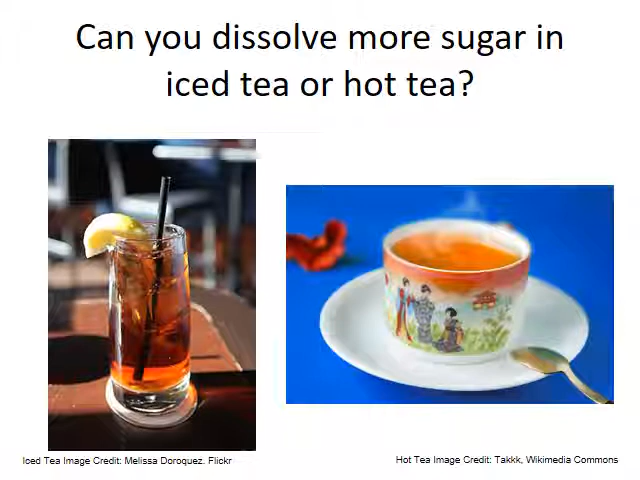 Can you dissolve more sugar in
iced tea or hot tea?
Iced Tea Image Credit: Melissa Doroquez. Flickr
Hot Tea Image Credit: Takkk, Wikimedia Commons